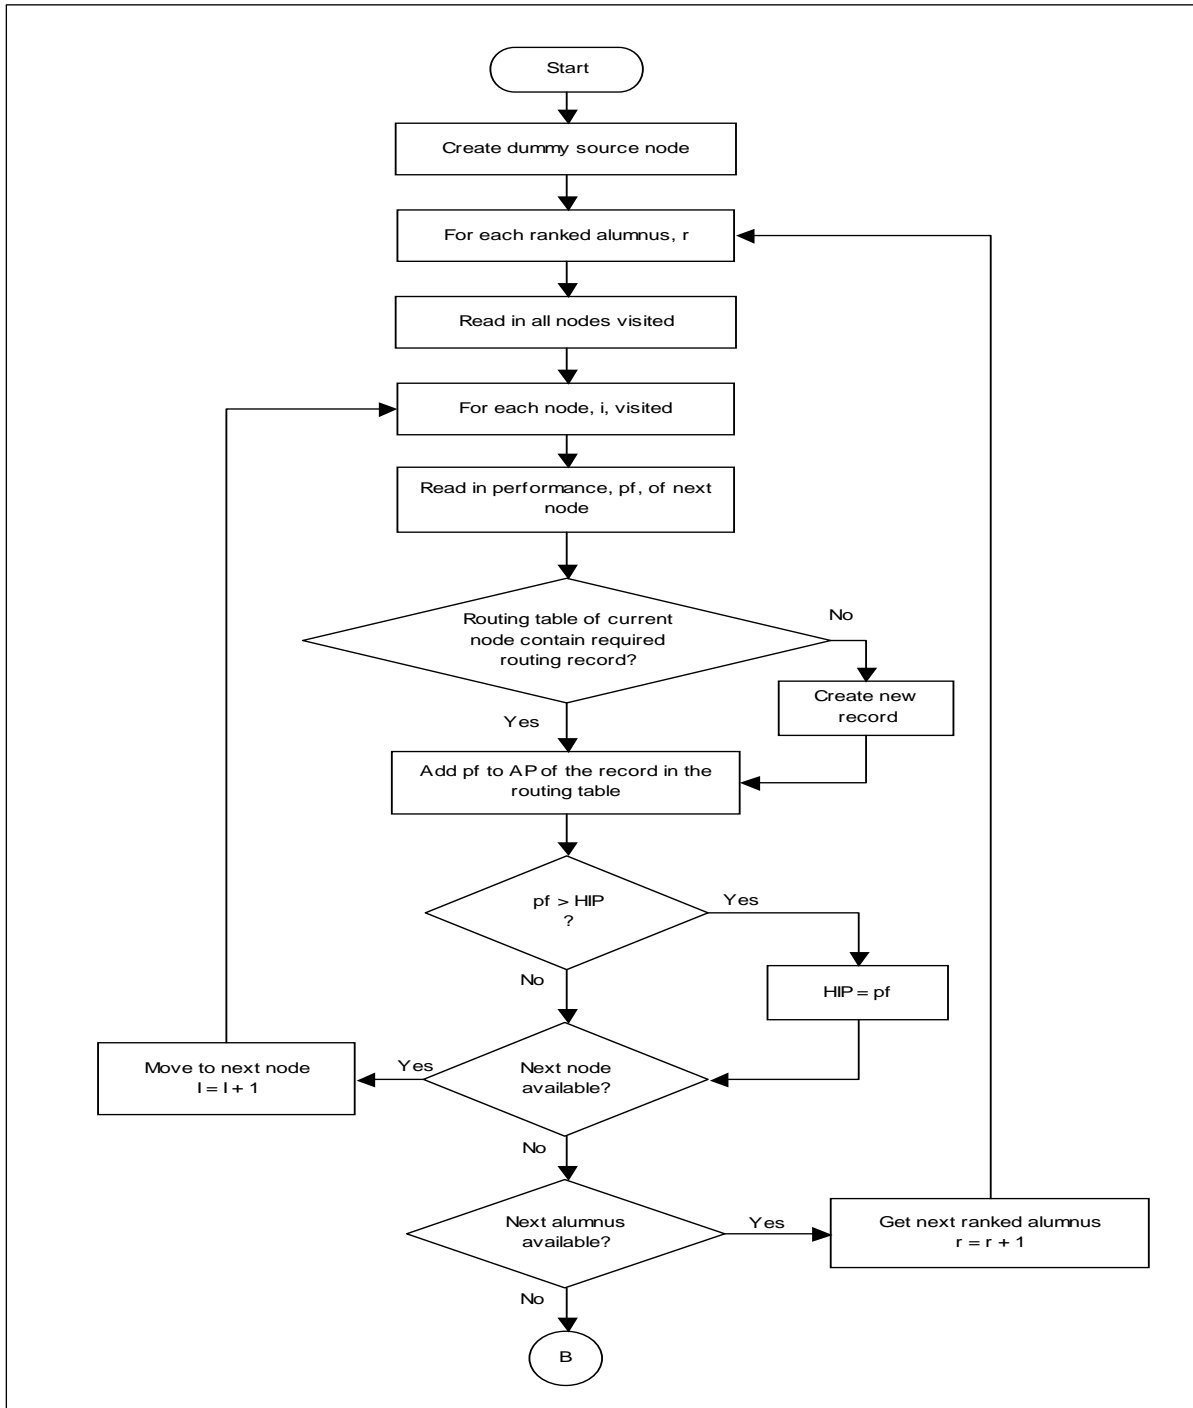 Start
Create dummy source node
For each ranked alumnus, r
Read in all nodes visited
For each node, i, visited
Read in performance, pf, of next
node
Routing table of current
node contain required
routing record?
No
Create new
record
Yes
Add pf to AP of the record in the
routing table
pf > HIP
?
Yes
No
HIP = pf
Next node
available?
Yes
Move to next node
I = I + 1
No
Next alumnus
available?
Yes
Get next ranked alumnus
r = r + 1
No
B